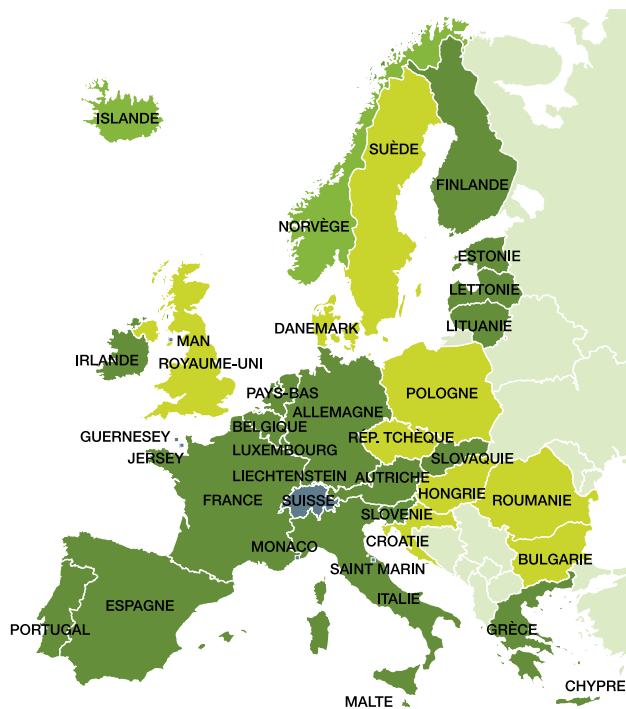 ISLANDE
SUÈDE
FINLANDE
NORVÈGE
ESTONIE
LETTONIE
LITUANIE
DANEMARK
MAN
IRLANDE
ROYAUME-UNI
PAYS-BAS
POLOGNE
ALLEMAGNE
BELGIQUE
GUERNESEY
RÉP. TCHÈQUE
JERSEY
LUXEMBOURG
SLOVAQUIE
LIECHTENSTEIN
AUTRICHE
HONGRIE
FRANCE
SUISSE
ROUMANIE
SLOVENIE
CROATIE
MONACO
BULGARIE
SAINT MARIN
ESPAGNE
ITALIE
PORTUGAL
GRÈCE
CHYPRE
MALTE